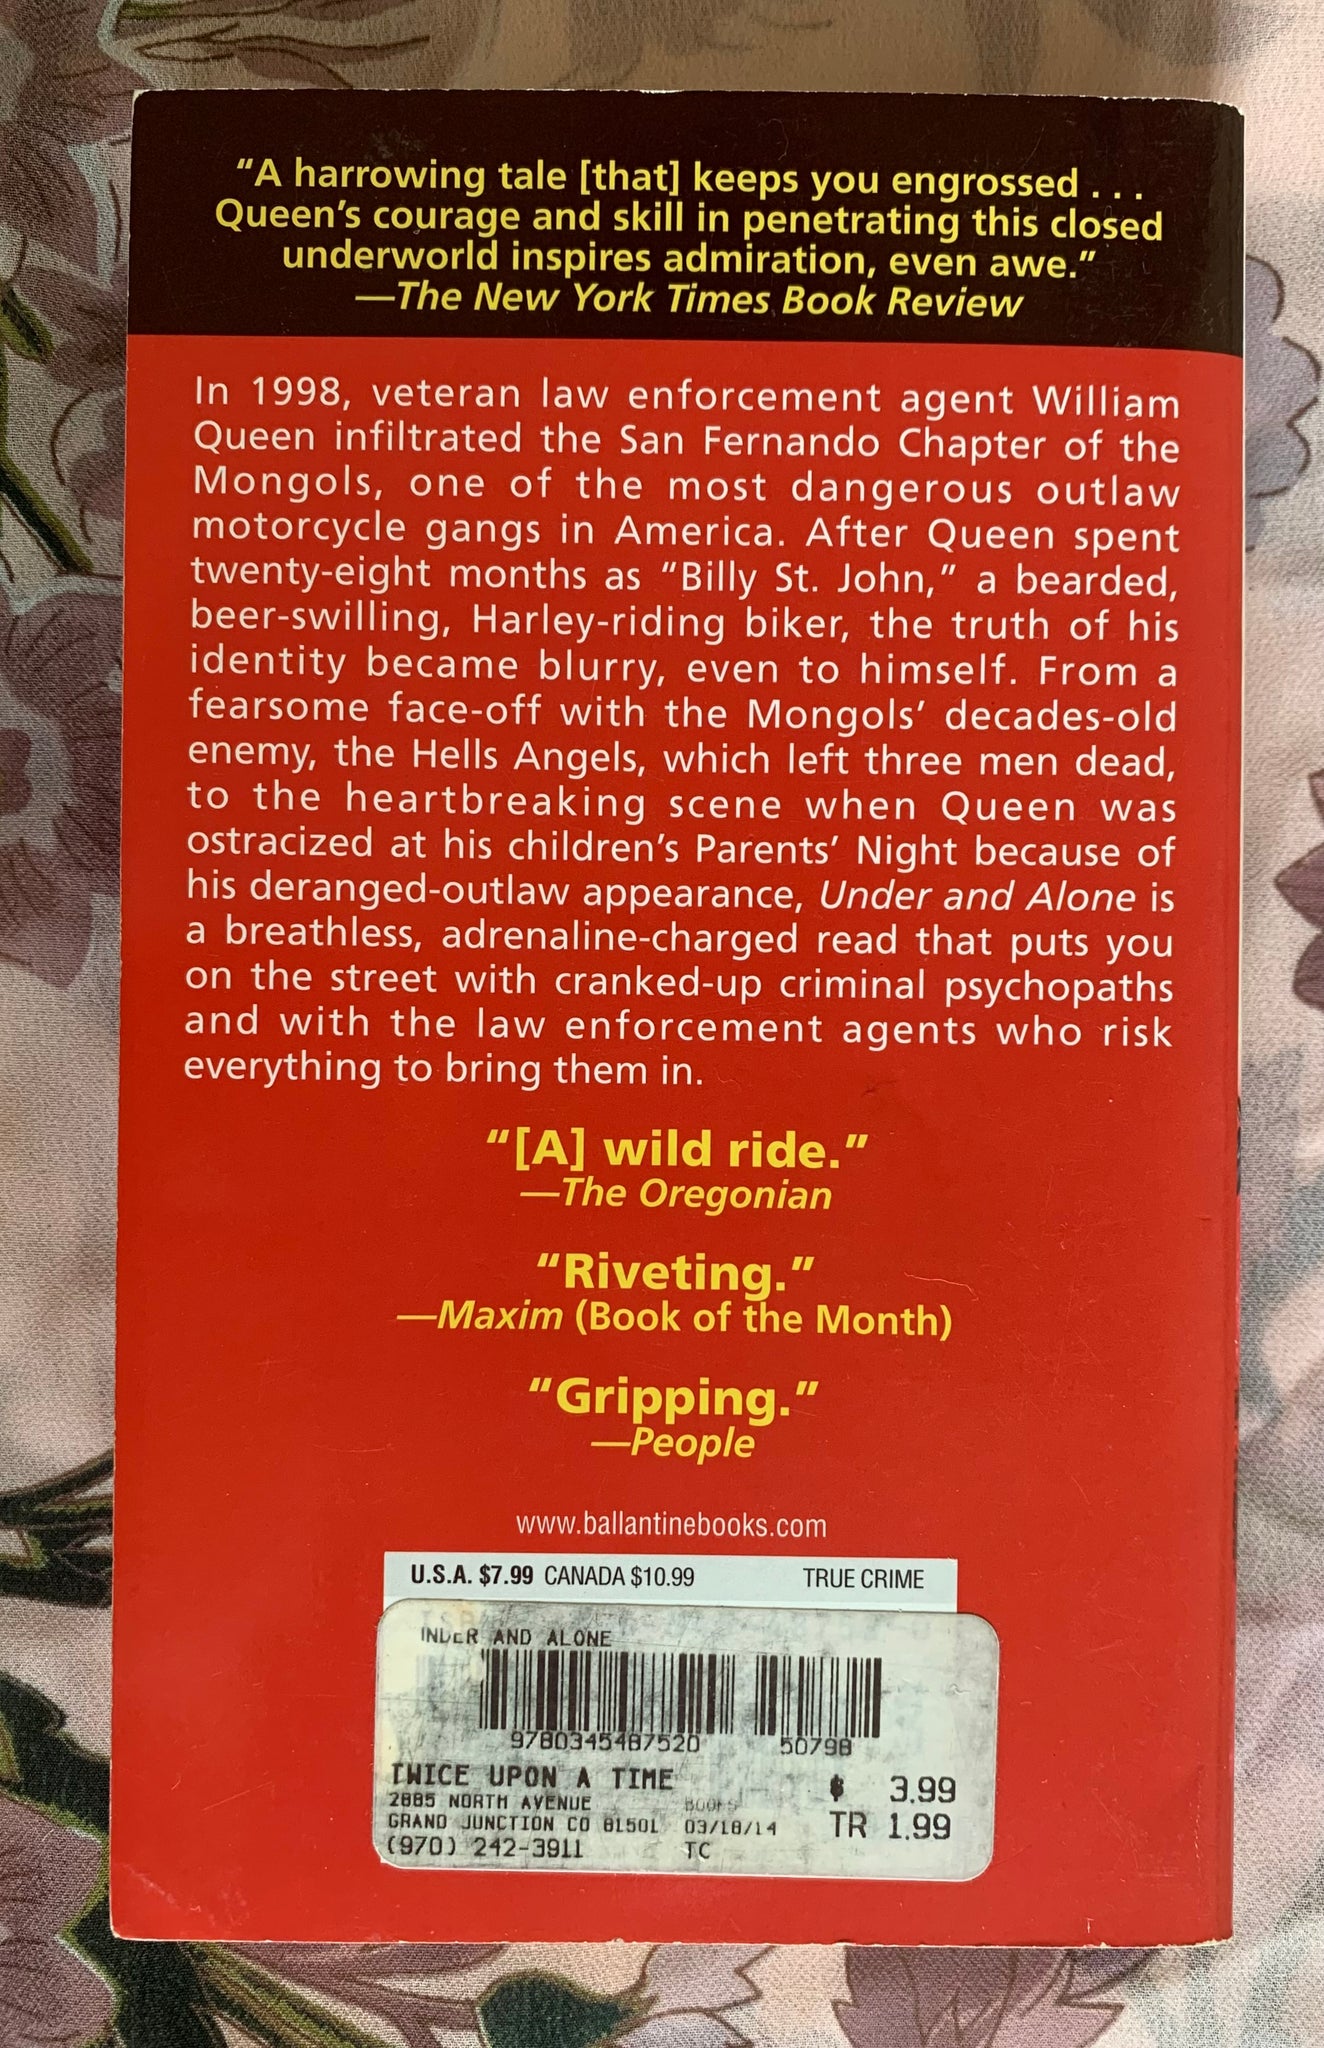 “A harrowing tale [that] keeps you engrossed . . .
Queen’s courage and skill in penetrating this closed
underworld inspires admiration, even awe.”
—The New York Times Book Review
In 1998, veteran law enforcement agent William
Queen infiltrated the San Fernando Chapter of the
Mongols, one of the most dangerous outlaw
motorcycle gangs in America. After Queen spent
twenty-eight months as “Billy St. John,” a bearded,
beer-swilling, Harley-riding biker, the truth of his
identity became blurry, even to himself. From a
fearsome face-off with the Mongols’ decades-old
enemy, the Hells Angels, which left three men dead,
to the heartbreaking scene when Queen was
ostracized at his children’s Parents’ Night because of
his deranged-outlaw appearance, Under and Alone is
a breathless, adrenaline-charged read that puts you
on the street with cranked-up criminal psychopaths
and with the law enforcement agents who risk
everything to bring them in.
“[A] wild ride.”
—The Oregonian
“Riveting.”
—Maxim (Book of the Month)
“Gripping.”
—People
www.ballantinebooks.com
U.S.A. $7.99 CANADA $10.99 TRUE CRIME
AND ALONE
9780345487520 50798
TWICE UPON A TIME $ 3.99
2885 NORTH AVENUE BOOKS
GRAND JUNCTION CO 81501 03/18/14 TR 1.99
(970) 242-3911 TC